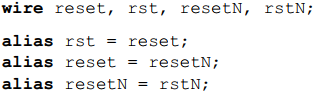 wire reset, rst, resetN, rstN;
alias rst = reset;
alias reset = resetN;
alias resetN = rstN;